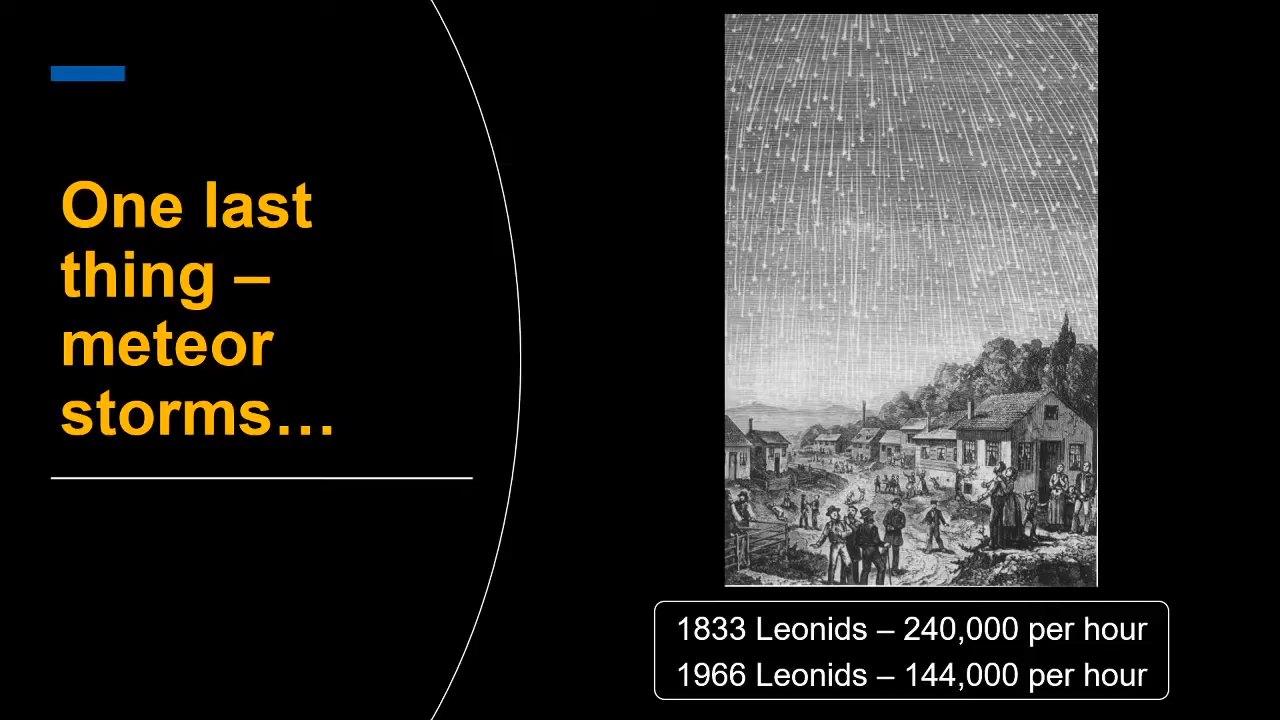 One last
thing –
meteor
storms…
1833 Leonids – 240,000 per hour
1966 Leonids – 144,000 per hour